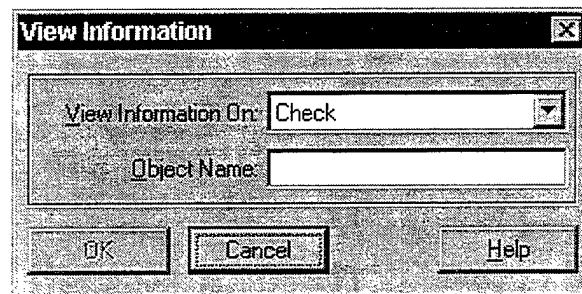 View Information
View Information On: Check
Object Name:
OK Cancel Help